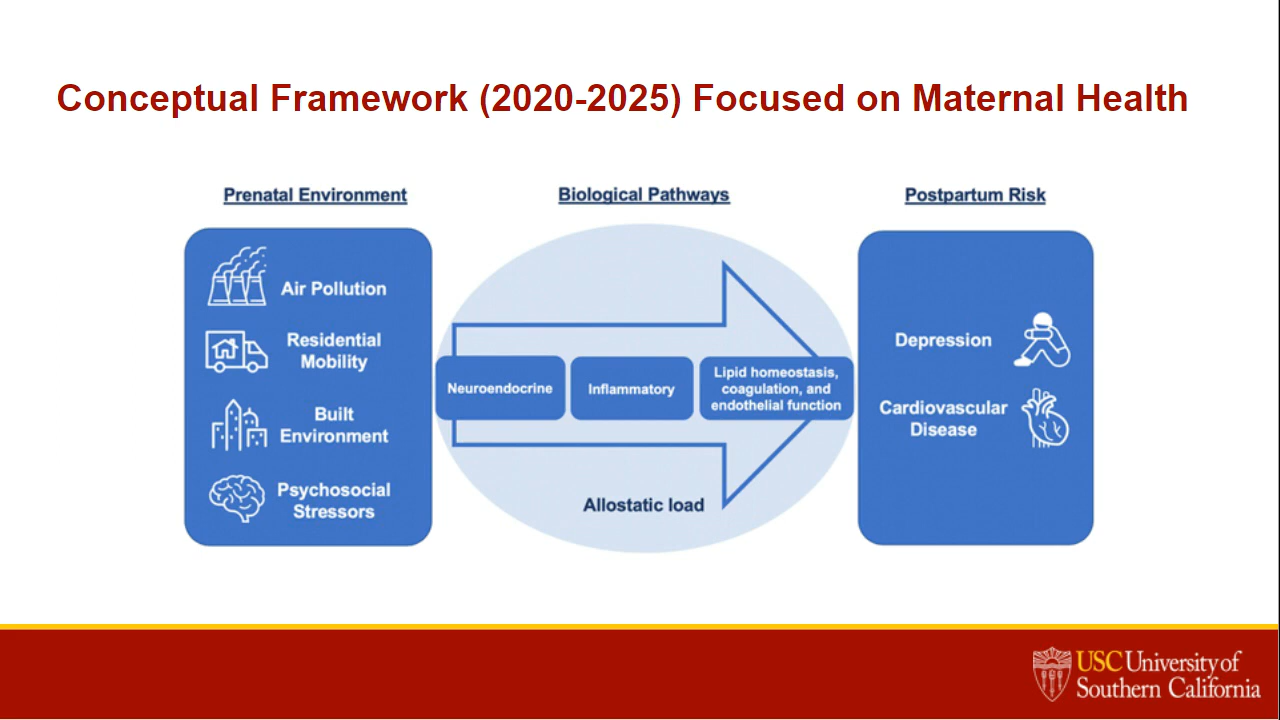 Conceptual Framework (2020-2025) Focused on Maternal Health
Prenatal Environment
Air Pollution
Residential
Mobility
Built
Environment
Psychosocial
Stressors
Biological Pathways
Neuroendocrine
Inflammatory
Lipid homeostasis,
coagulation, and
endothelial function
Allostatic load
Postpartum Risk
Depression
Cardiovascular
Disease
USC University of
Southern California